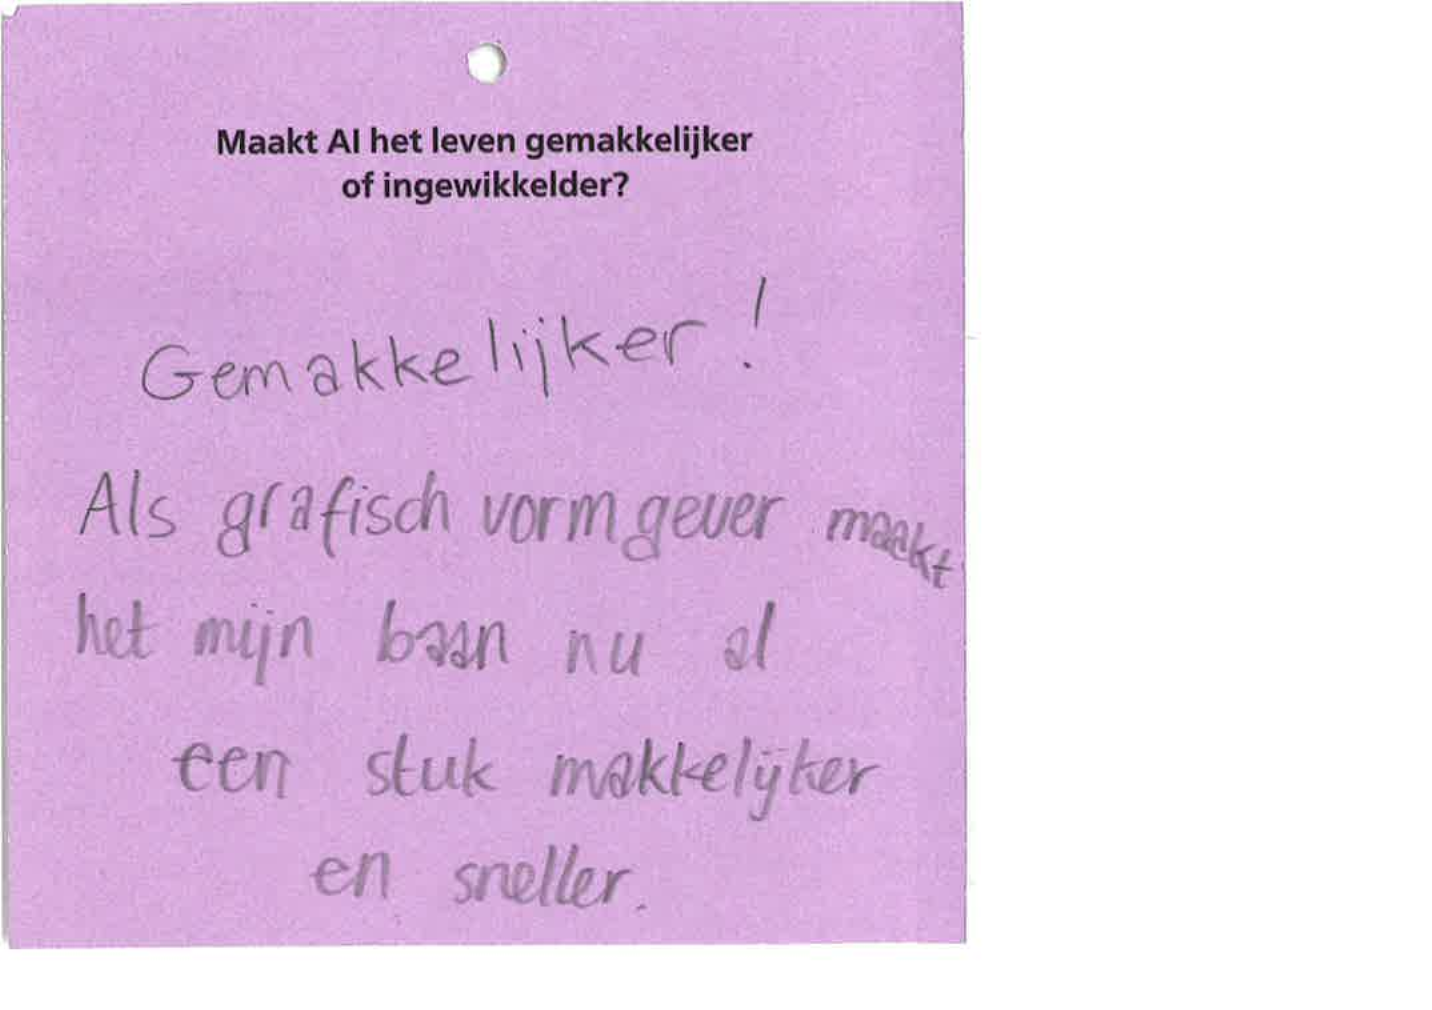 Maakt AI het leven gemakkelijker
of ingewikkelder?
Gemakkelijker!
Als grafisch vormgever maakt
het mijn baan nu al
een stuk makkelijker
en sneller.